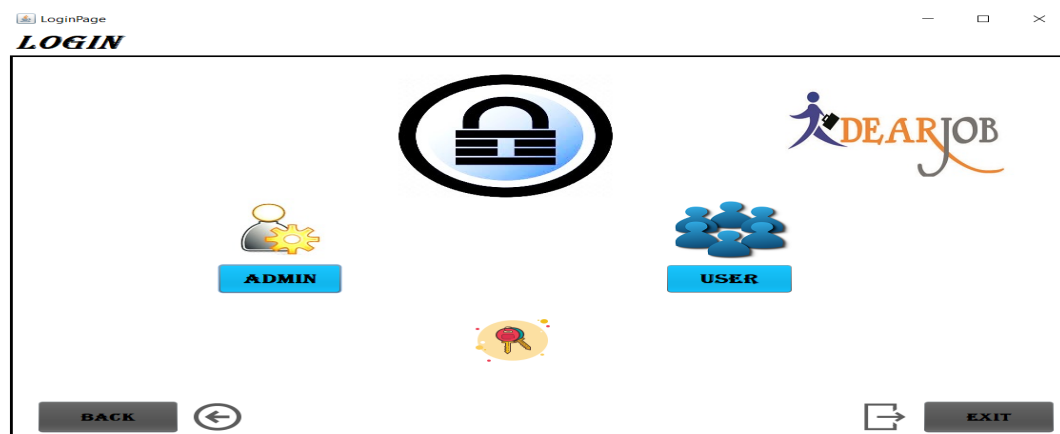 LoginPage
LOGIN
DEARJOB
ADMIN
USER
BACK
EXIT